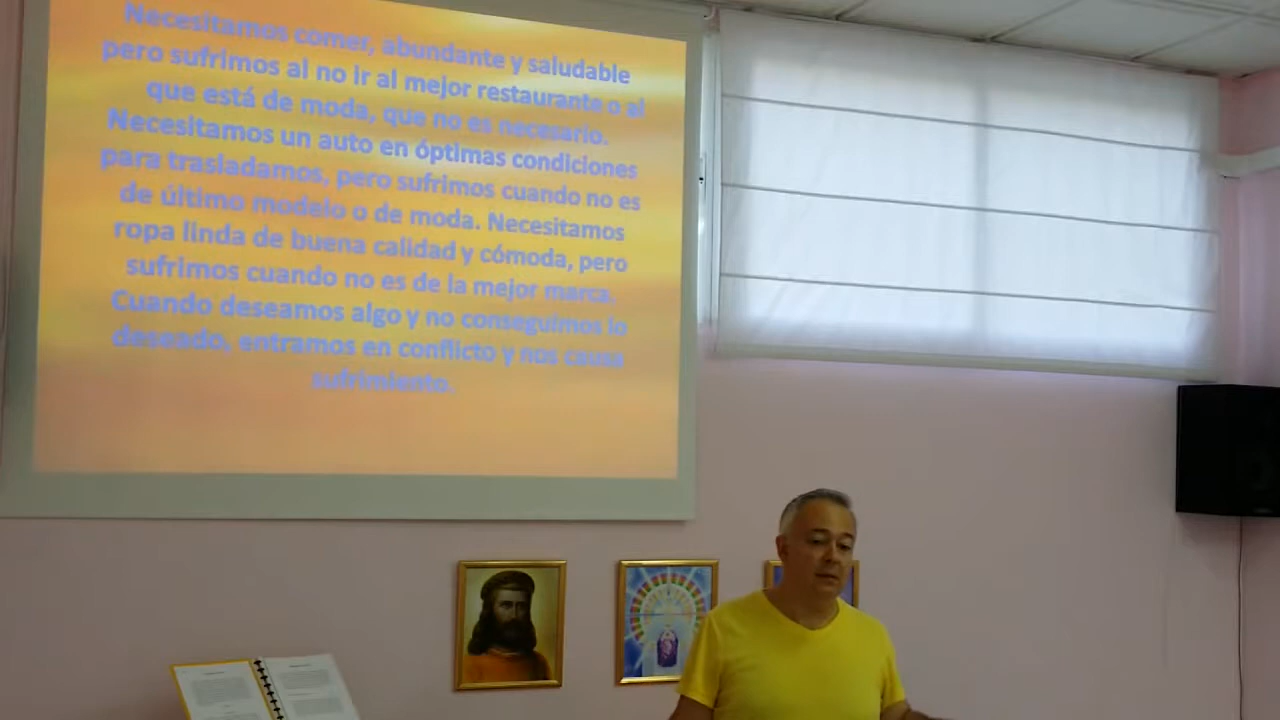 Necesitamos comer, abundante y saludable
pero sufrimos al no ir al mejor restaurante o al
que está de moda, que no es necesario.
Necesitamos un auto en óptimas condiciones
para trasladarnos, pero sufrimos cuando no es
de último modelo o de moda. Necesitamos
ropa linda de buena calidad y cómoda, pero
sufrimos cuando no es de la mejor marca.
Cuando deseamos algo y no conseguimos lo
deseado, entramos en conflicto y nos causa
sufrimiento.